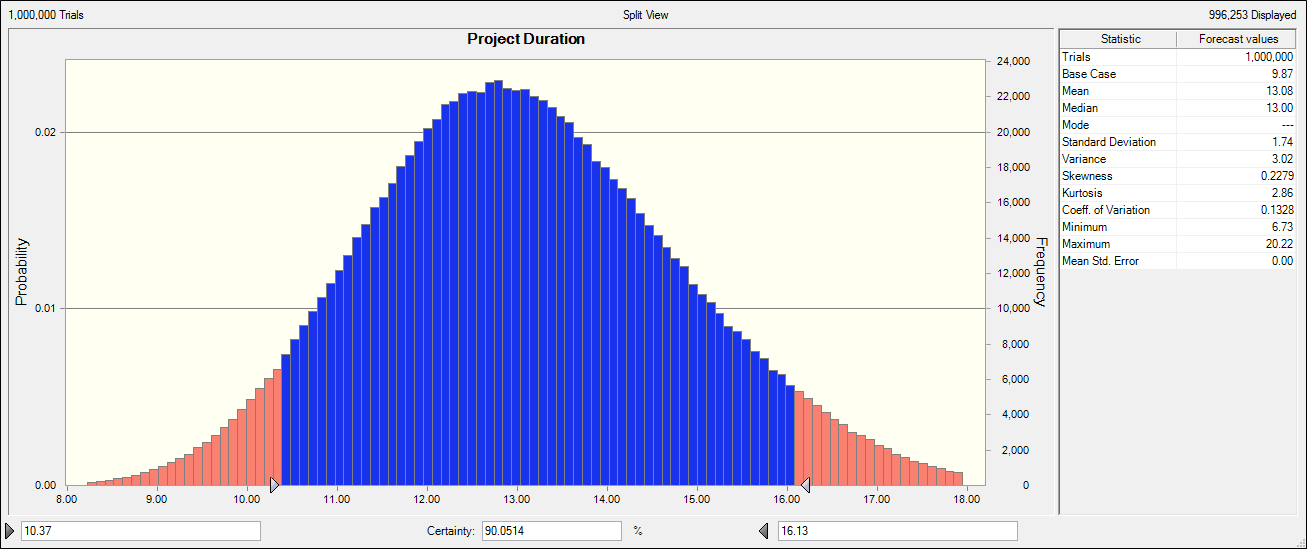 1,000,000 Trials Split View 996,253 Displayed
Project Duration
Probability
0.02
0.01
0.00
24,000
22,000
20,000
18,000
16,000
14,000
12,000
10,000
8,000
6,000
4,000
2,000
0
Frequency
8.00 9.00 10.00 11.00 12.00 13.00 14.00 15.00 16.00 17.00 18.00
Statistic Forecast values
Trials 1,000,000
Base Case 9.87
Mean 13.08
Median 13.00
Mode ---
Standard Deviation 1.74
Variance 3.02
Skewness 0.2279
Kurtosis 2.86
Coeff. of Variation 0.1328
Minimum 6.73
Maximum 20.22
Mean Std. Error 0.00
10.37 Certainty: 90.0514 % 16.13